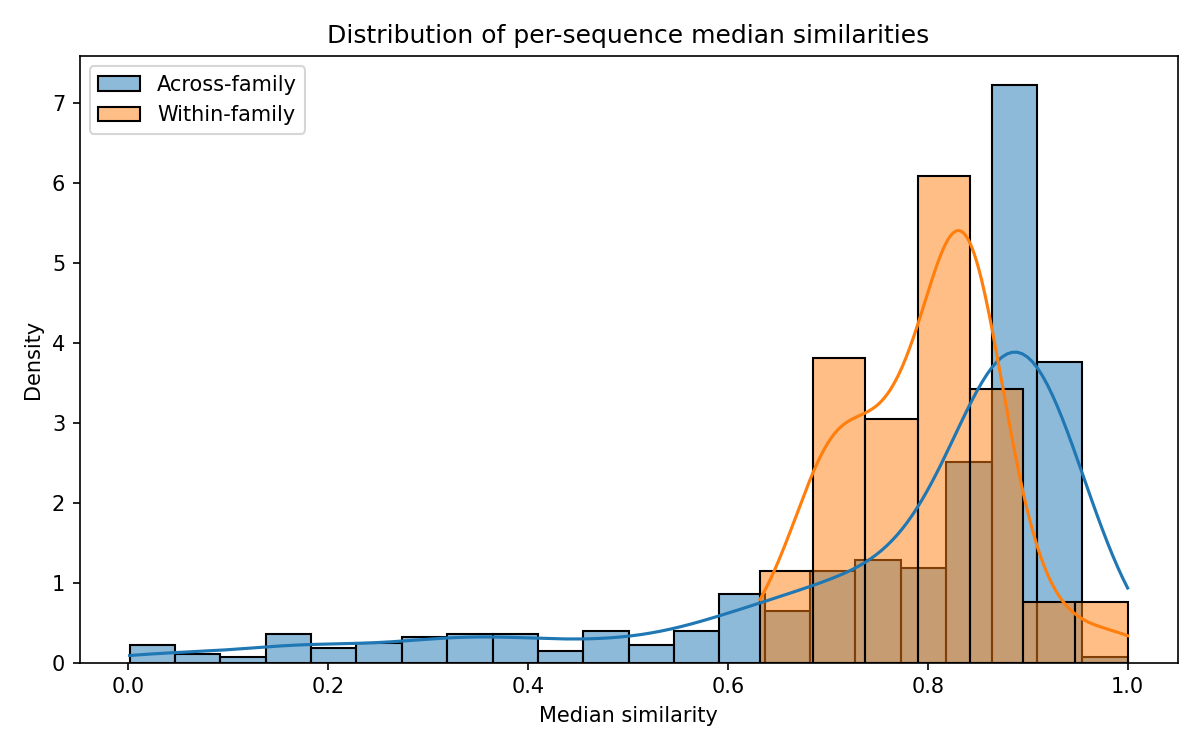 Distribution of per-sequence median similarities
Across-family
Within-family
Density
7
6
5
4
3
2
1
0
0.0 0.2 0.4 0.6 0.8 1.0
Median similarity